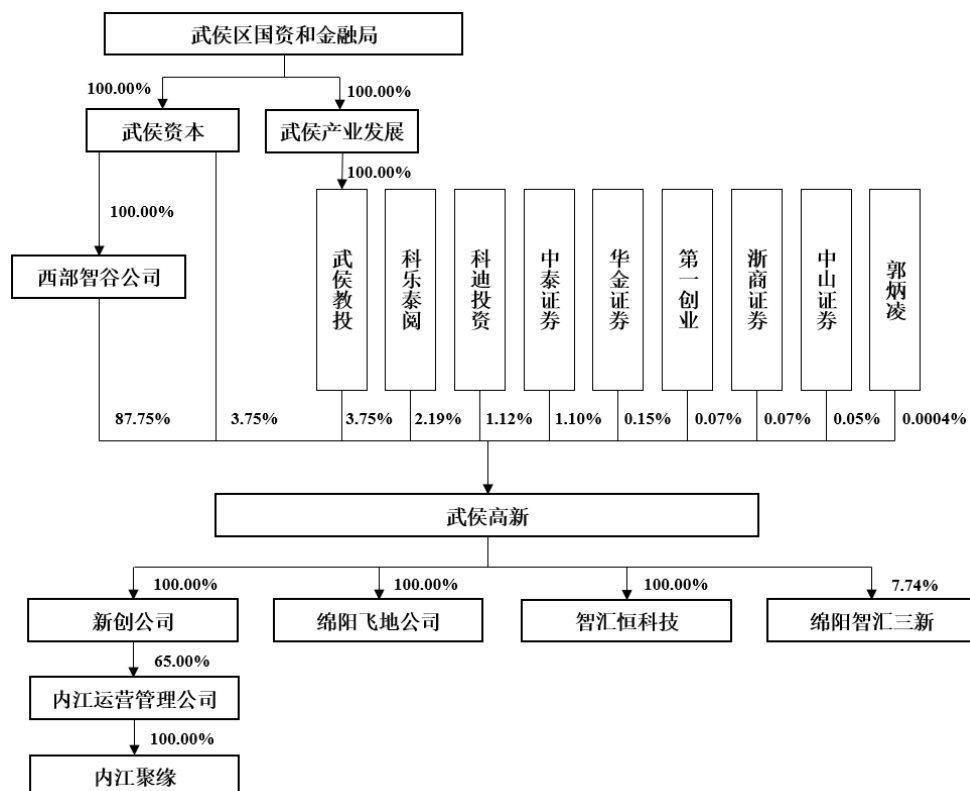 武侯区国资和金融局
100.00%
100.00%
武侯资本
武侯产业发展
100.00%
100.00%
西部智谷公司
武侯教投
科乐泰阅
科迪投资
中泰证券
华金证券
第一创业
浙商证券
中山证券
郭炳凌
87.75%
3.75%
3.75%
2.19%
1.12%
1.10%
0.15%
0.07%
0.07%
0.05%
0.0004%
武侯高新
100.00%
100.00%
100.00%
7.74%
新创公司
绵阳飞地公司
智汇恒科技
绵阳智汇三新
65.00%
内江运营管理公司
100.00%
内江聚缘